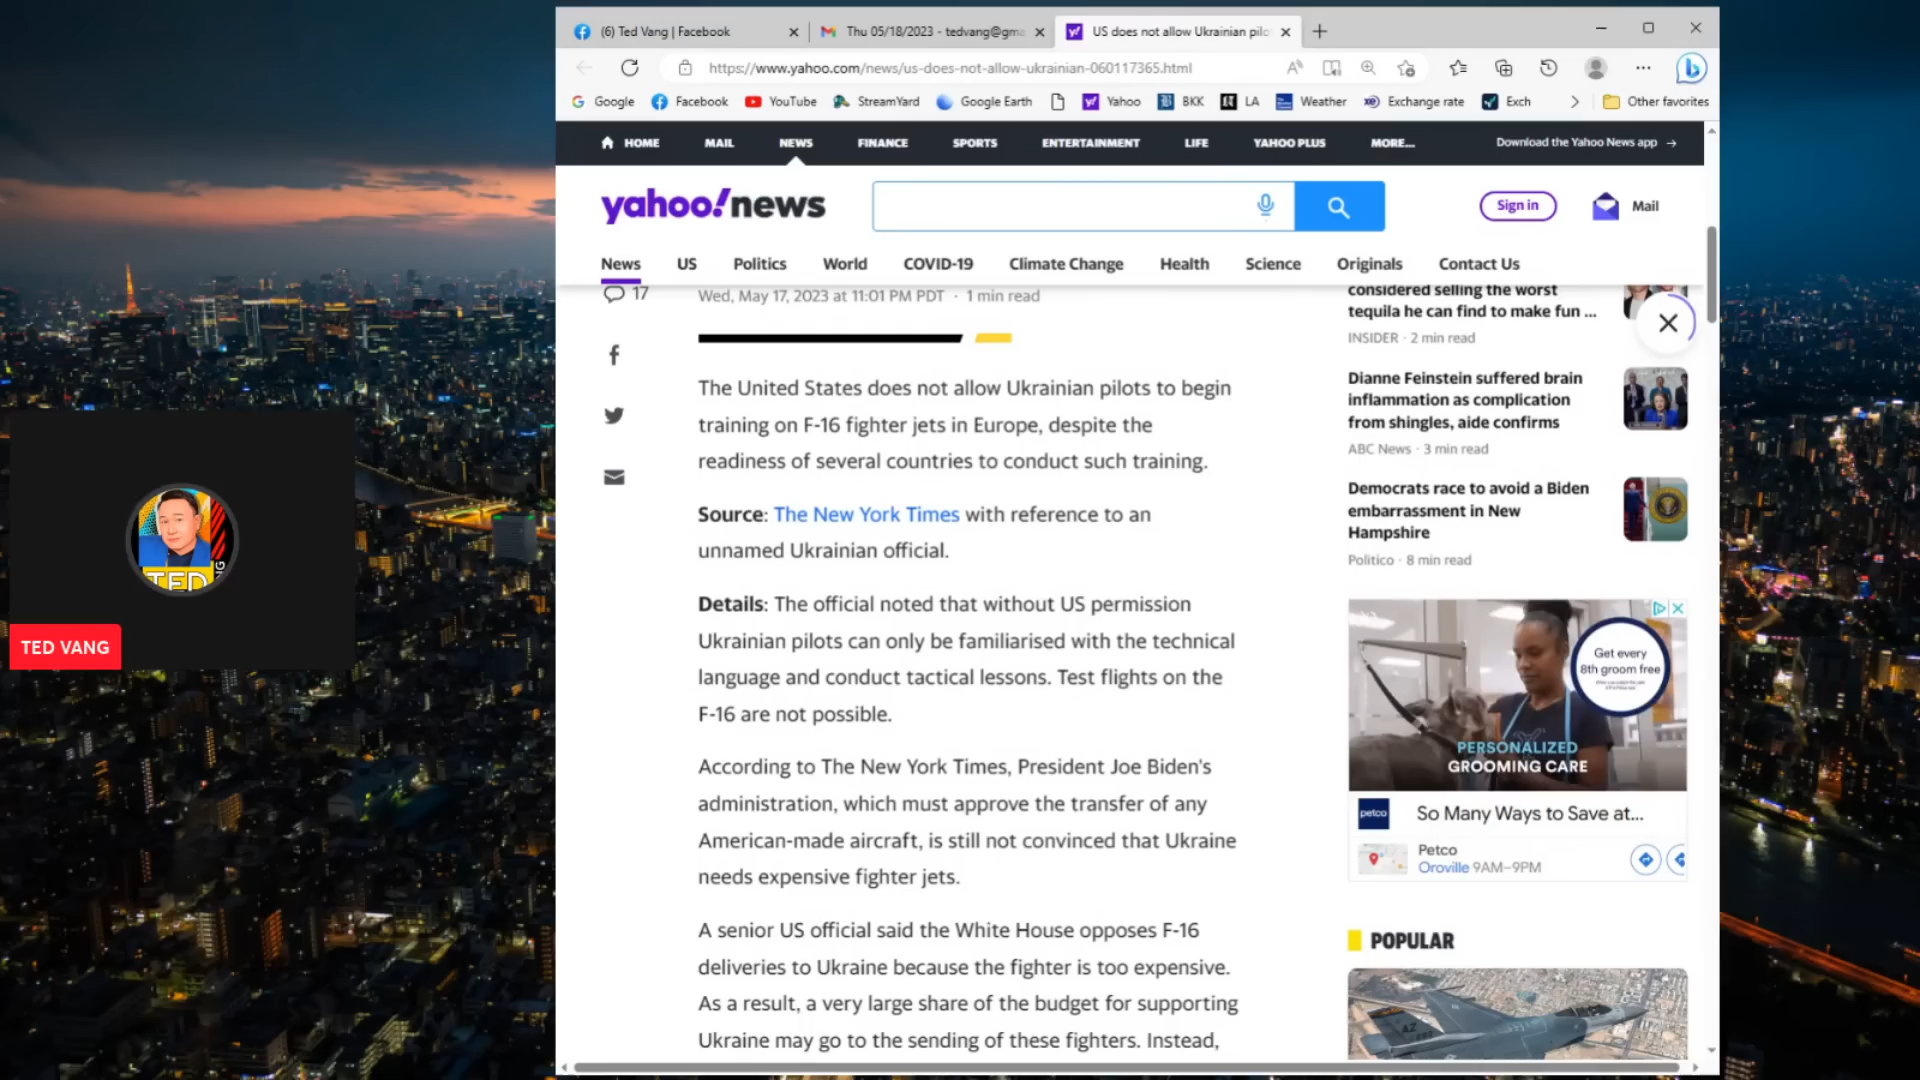 (6) Ted Vang | Facebook
Thu 05/18/2023 - tedvang@gma
US does not allow Ukrainian pilo
https://www.yahoo.com/news/us-does-not-allow-ukrainian-060117365.html
Google Facebook YouTube StreamYard Google Earth Yahoo BKK LA Weather Exchange rate Exch Other favorites
HOME MAIL NEWS FINANCE SPORTS ENTERTAINMENT LIFE YAHOO PLUS MORE... Download the Yahoo News app →
yahoo!news
Sign in
Mail
News US Politics World COVID-19 Climate Change Health Science Originals Contact Us
17
Wed, May 17, 2023 at 11:01 PM PDT · 1 min read
The United States does not allow Ukrainian pilots to begin
training on F-16 fighter jets in Europe, despite the
readiness of several countries to conduct such training.
Source: The New York Times with reference to an
unnamed Ukrainian official.
Details: The official noted that without US permission
Ukrainian pilots can only be familiarised with the technical
language and conduct tactical lessons. Test flights on the
F-16 are not possible.
According to The New York Times, President Joe Biden's
administration, which must approve the transfer of any
American-made aircraft, is still not convinced that Ukraine
needs expensive fighter jets.
A senior US official said the White House opposes F-16
deliveries to Ukraine because the fighter is too expensive.
As a result, a very large share of the budget for supporting
Ukraine may go to the sending of these fighters. Instead,
considered selling the worst
tequila he can find to make fun ...
INSIDER · 2 min read
Dianne Feinstein suffered brain
inflammation as complication
from shingles, aide confirms
ABC News · 3 min read
Democrats race to avoid a Biden
embarrassment in New
Hampshire
Politico · 8 min read
Get every
8th groom free
PERSONALIZED
GROOMING CARE
petco
So Many Ways to Save at...
Petco
Oroville 9AM–9PM
POPULAR
AZ
TED
NG
TED VANG